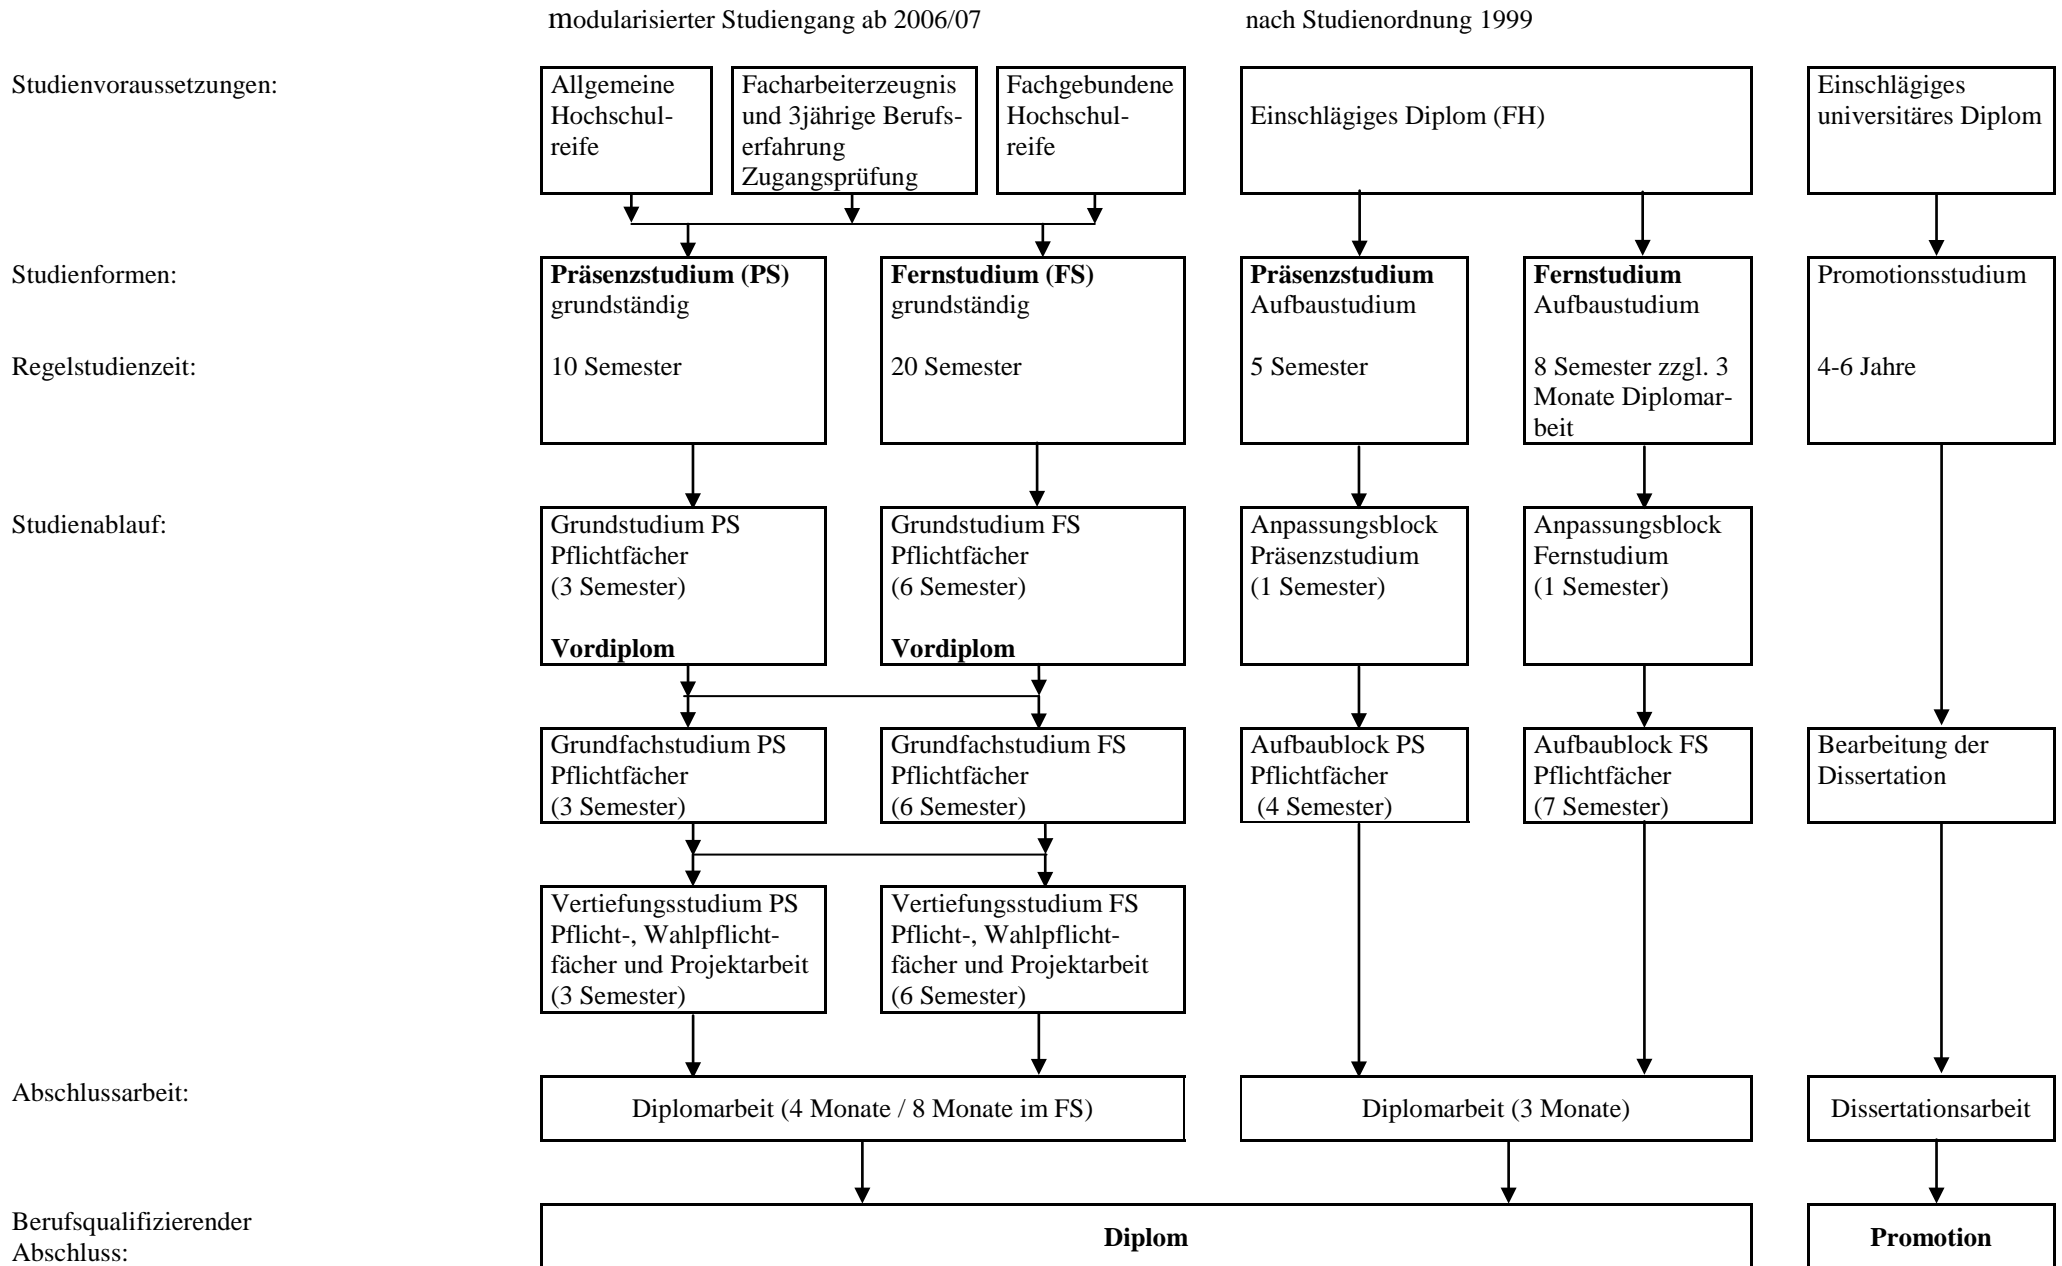 modularisierter Studiengang ab 2006/07
nach Studienordnung 1999
Studienvoraussetzungen:
Allgemeine
Hochschul-
reife
Facharbeiterzeugnis
und 3jährige Berufs-
erfahrung
Zugangsprüfung
Fachgebundene
Hochschul-
reife
Einschlägiges Diplom (FH)
Einschlägiges
universitäres Diplom
Studienformen:
Präsenzstudium (PS)
grundständig
Fernstudium (FS)
grundständig
Präsenzstudium
Aufbaustudium
Fernstudium
Aufbaustudium
Promotionsstudium
Regelstudienzeit:
10 Semester
20 Semester
5 Semester
8 Semester zzgl. 3
Monate Diplomar-
beit
4-6 Jahre
Studienablauf:
Grundstudium PS
Pflichtfächer
(3 Semester)
Vordiplom
Grundstudium FS
Pflichtfächer
(6 Semester)
Vordiplom
Anpassungsblock
Präsenzstudium
(1 Semester)
Anpassungsblock
Fernstudium
(1 Semester)
Grundfachstudium PS
Pflichtfächer
(3 Semester)
Grundfachstudium FS
Pflichtfächer
(6 Semester)
Aufbaublock PS
Pflichtfächer
(4 Semester)
Aufbaublock FS
Pflichtfächer
(7 Semester)
Bearbeitung der
Dissertation
Vertiefungsstudium PS
Pflicht-, Wahlpflicht-
fächer und Projektarbeit
(3 Semester)
Vertiefungsstudium FS
Pflicht-, Wahlpflicht-
fächer und Projektarbeit
(6 Semester)
Abschlussarbeit:
Diplomarbeit (4 Monate / 8 Monate im FS)
Diplomarbeit (3 Monate)
Dissertationsarbeit
Berufsqualifizierender
Abschluss:
Diplom
Promotion